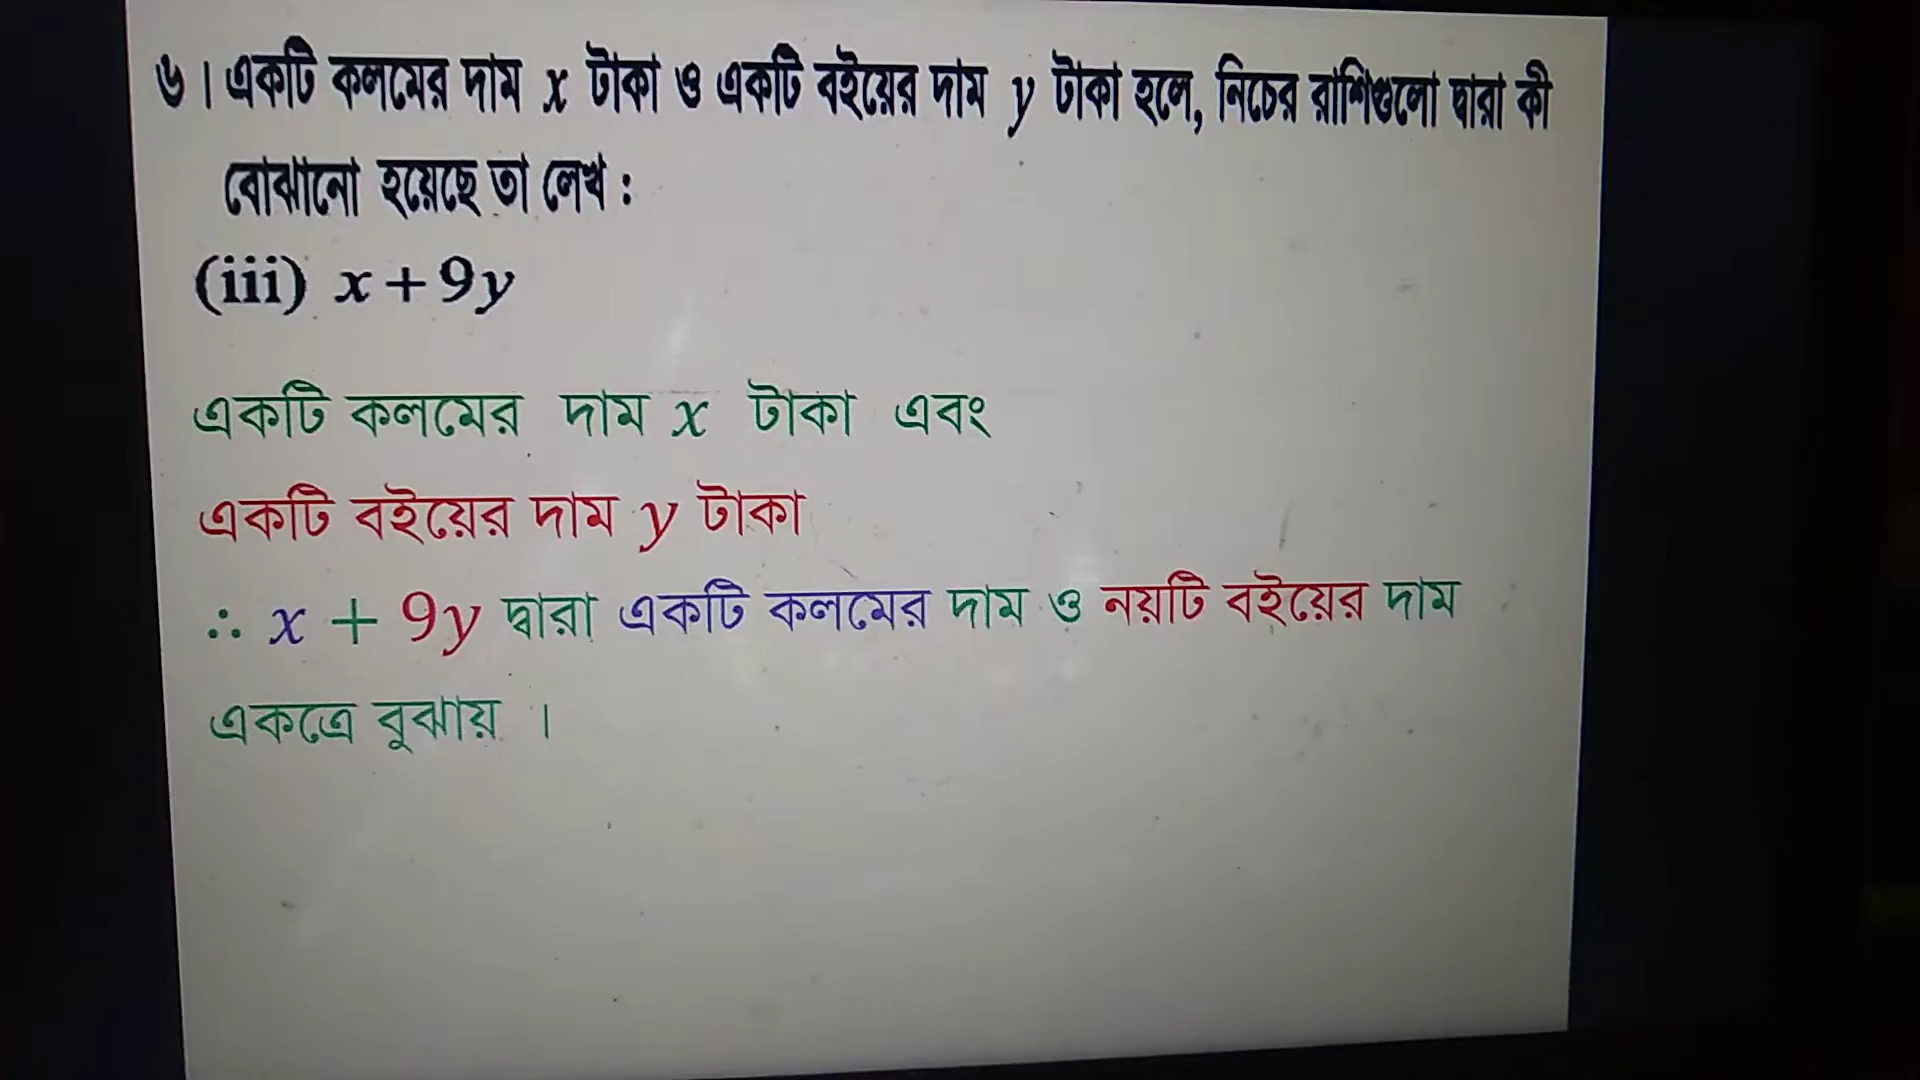 ৬। একটি কলমের দাম x টাকা ও একটি বইয়ের দাম y টাকা হলে, নিচের রাশিগুলো দ্বারা কী
বোঝানো হয়েছে তা লেখ :
(iii) x + 9y
একটি কলমের দাম x টাকা এবং
একটি বইয়ের দাম y টাকা
∴ x + 9y দ্বারা একটি কলমের দাম ও নয়টি বইয়ের দাম
একত্রে বুঝায় ।